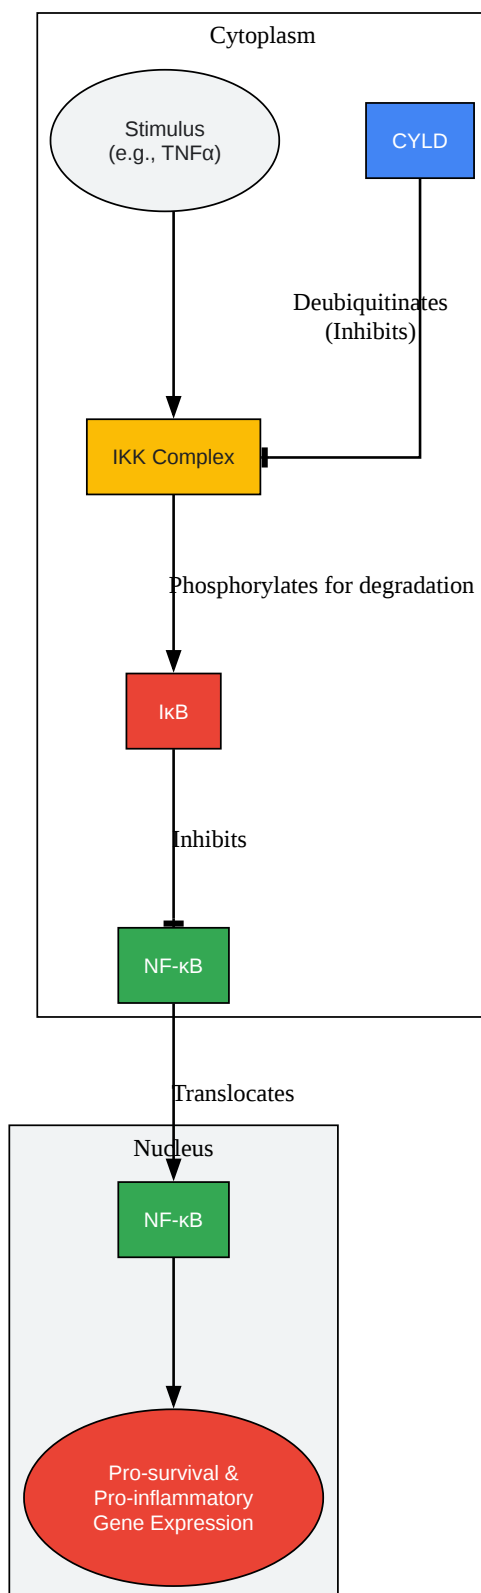 Cytoplasm
Stimulus
(e.g., TNFα)
CYLD
Deubiquitinates
(Inhibits)
IKK Complex
Phosphorylates for degradation
IκB
Inhibits
NF-κB
Translocates
Nucleus
NF-κB
Pro-survival &
Pro-inflammatory
Gene Expression